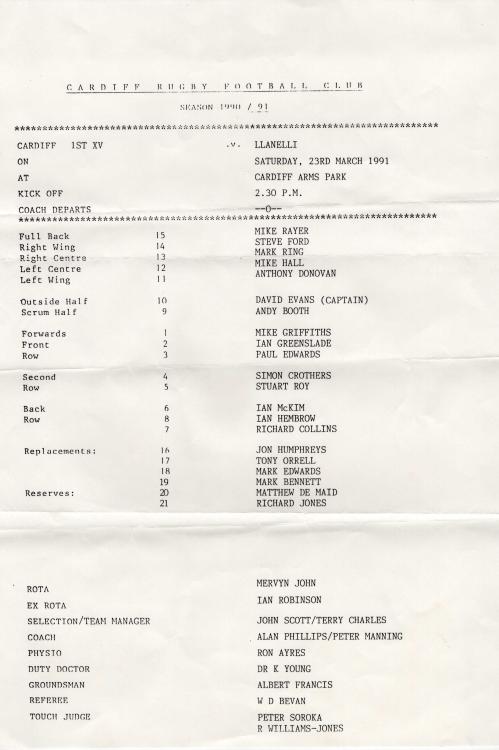 CARDIFF RUGBY FOOTBALL CLUB
SEASON 1990 / 91
********************************************************************************
CARDIFF 1ST XV .v. LLANELLI
ON SATURDAY, 23RD MARCH 1991
AT CARDIFF ARMS PARK
KICK OFF 2.30 P.M.
COACH DEPARTS --O--
********************************************************************************
Full Back 15 MIKE RAYER
Right Wing 14 STEVE FORD
Right Centre 13 MARK RING
Left Centre 12 MIKE HALL
Left Wing 11 ANTHONY DONOVAN
Outside Half 10 DAVID EVANS (CAPTAIN)
Scrum Half 9 ANDY BOOTH
Forwards 1 MIKE GRIFFITHS
Front 2 IAN GREENSLADE
Row 3 PAUL EDWARDS
Second 4 SIMON CROTHERS
Row 5 STUART ROY
Back 6 IAN McKIM
Row 8 IAN HEMBROW
7 RICHARD COLLINS
Replacements: 16 JON HUMPHREYS
17 TONY ORRELL
18 MARK EDWARDS
19 MARK BENNETT
Reserves: 20 MATTHEW DE MAID
21 RICHARD JONES
ROTA MERVYN JOHN
EX ROTA IAN ROBINSON
SELECTION/TEAM MANAGER JOHN SCOTT/TERRY CHARLES
COACH ALAN PHILLIPS/PETER MANNING
PHYSIO RON AYRES
DUTY DOCTOR DR K YOUNG
GROUNDSMAN ALBERT FRANCIS
REFEREE W D BEVAN
TOUCH JUDGE PETER SOROKA
R WILLIAMS-JONES